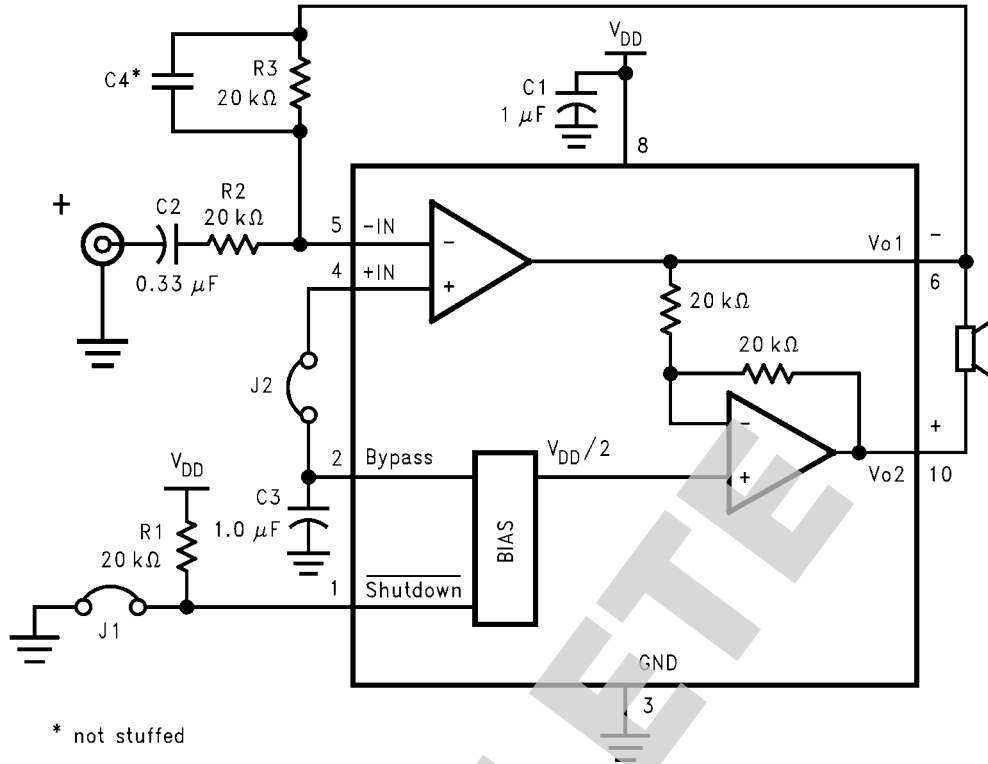 V_DD
C4*
R3
20 kΩ
C1
1 μF
8
+
C2
R2
20 kΩ
0.33 μF
5
-IN
-
4
+IN
+
Vo1
-
6
20 kΩ
20 kΩ
J2
-
+
2
Bypass
V_DD/2
+
Vo2
10
V_DD
C3
1.0 μF
BIAS
R1
20 kΩ
1
Shutdown
J1
GND
3
* not stuffed
ETE